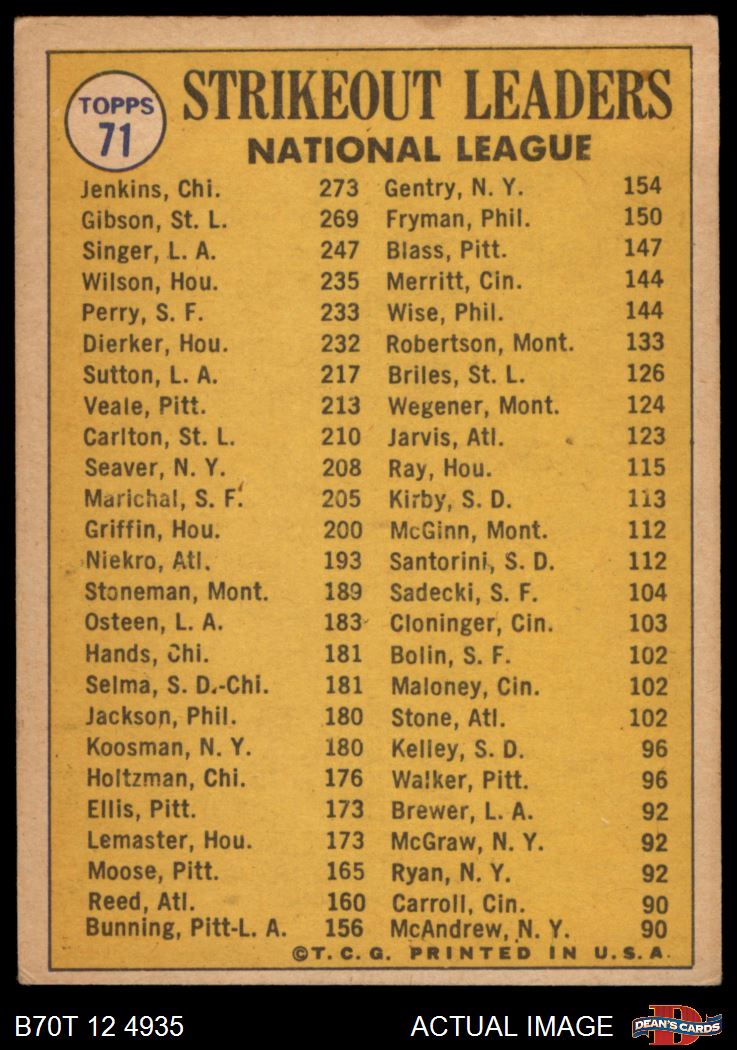 TOPPS
71
STRIKEOUT LEADERS
NATIONAL LEAGUE
Jenkins, Chi. 273 Gentry, N. Y. 154
Gibson, St. L. 269 Fryman, Phil. 150
Singer, L. A. 247 Blass, Pitt. 147
Wilson, Hou. 235 Merritt, Cin. 144
Perry, S. F. 233 Wise, Phil. 144
Dierker, Hou. 232 Robertson, Mont. 133
Sutton, L. A. 217 Briles, St. L. 126
Veale, Pitt. 213 Wegener, Mont. 124
Carlton, St. L. 210 Jarvis, Atl. 123
Seaver, N. Y. 208 Ray, Hou. 115
Marichal, S. F. 205 Kirby, S. D. 113
Griffin, Hou. 200 McGinn, Mont. 112
Niekro, Atl. 193 Santorini, S. D. 112
Stoneman, Mont. 189 Sadecki, S. F. 104
Osteen, L. A. 183 Cloninger, Cin. 103
Hands, Chi. 181 Bolin, S. F. 102
Selma, S. D.-Chi. 181 Maloney, Cin. 102
Jackson, Phil. 180 Stone, Atl. 102
Koosman, N. Y. 180 Kelley, S. D. 96
Holtzman, Chi. 176 Walker, Pitt. 96
Ellis, Pitt. 173 Brewer, L. A. 92
Lemaster, Hou. 173 McGraw, N. Y. 92
Moose, Pitt. 165 Ryan, N. Y. 92
Reed, Atl. 160 Carroll, Cin. 90
Bunning, Pitt-L. A. 156 McAndrew, N. Y. 90
©T. C. G. PRINTED IN U. S. A.
B70T 12 4935 ACTUAL IMAGE D DEAN'S CARDS